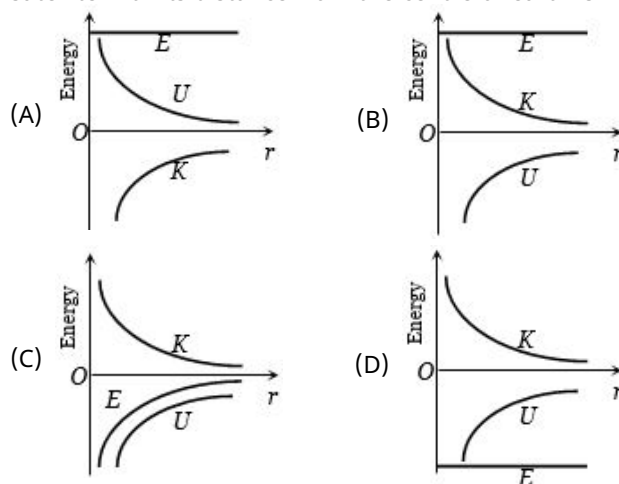 Energy E U K O r
(A)
Energy E K U O r
(B)
Energy K E U O r
(C)
Energy K U E O r
(D)